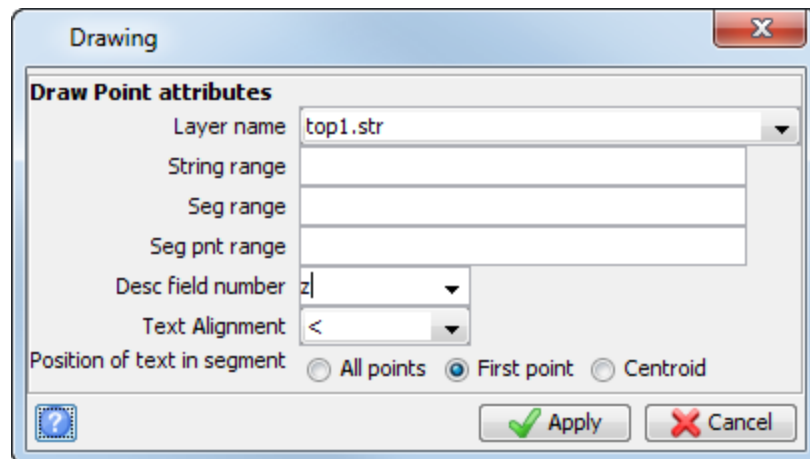 Drawing
Draw Point attributes
Layer name top1.str
String range
Seg range
Seg pnt range
Desc field number z
Text Alignment <
Position of text in segment All points First point Centroid
? Apply Cancel